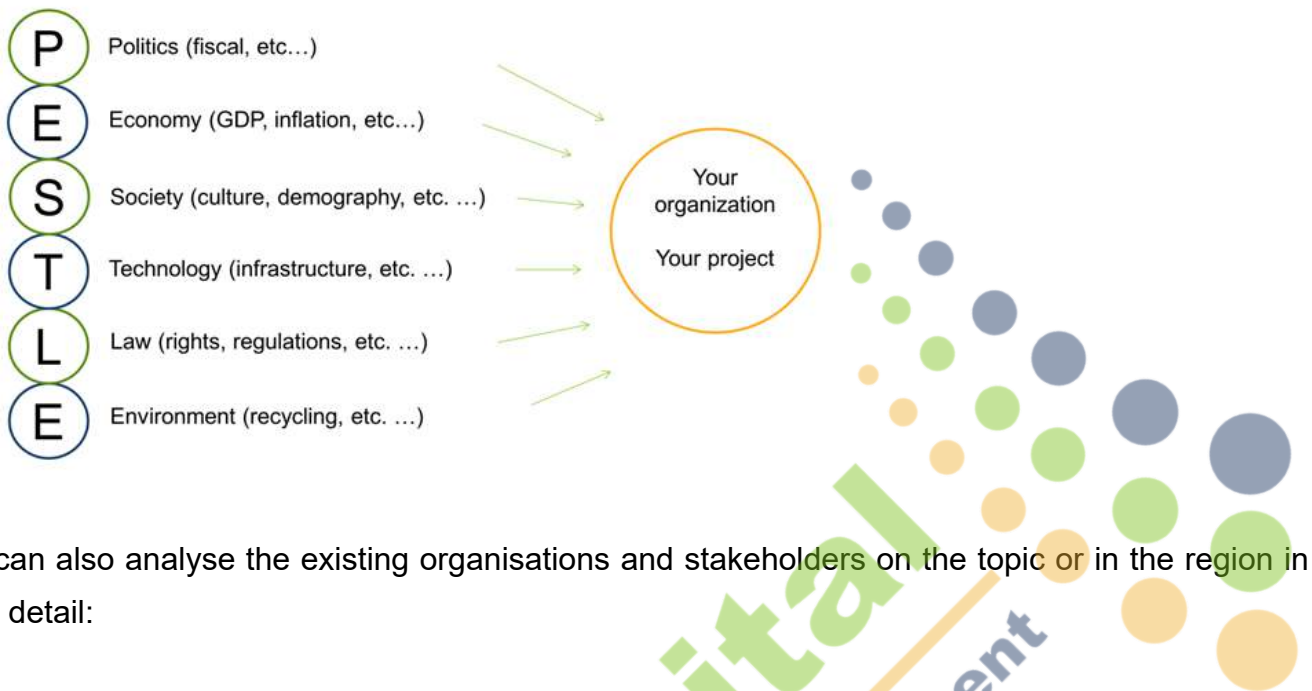 P Politics (fiscal, etc…)
E Economy (GDP, inflation, etc…)
S Society (culture, demography, etc. …)
T Technology (infrastructure, etc. …)
L Law (rights, regulations, etc. …)
E Environment (recycling, etc. …)
Your
organization
Your project
can also analyse the existing organisations and stakeholders on the topic or in the region in
detail:
ital
ent